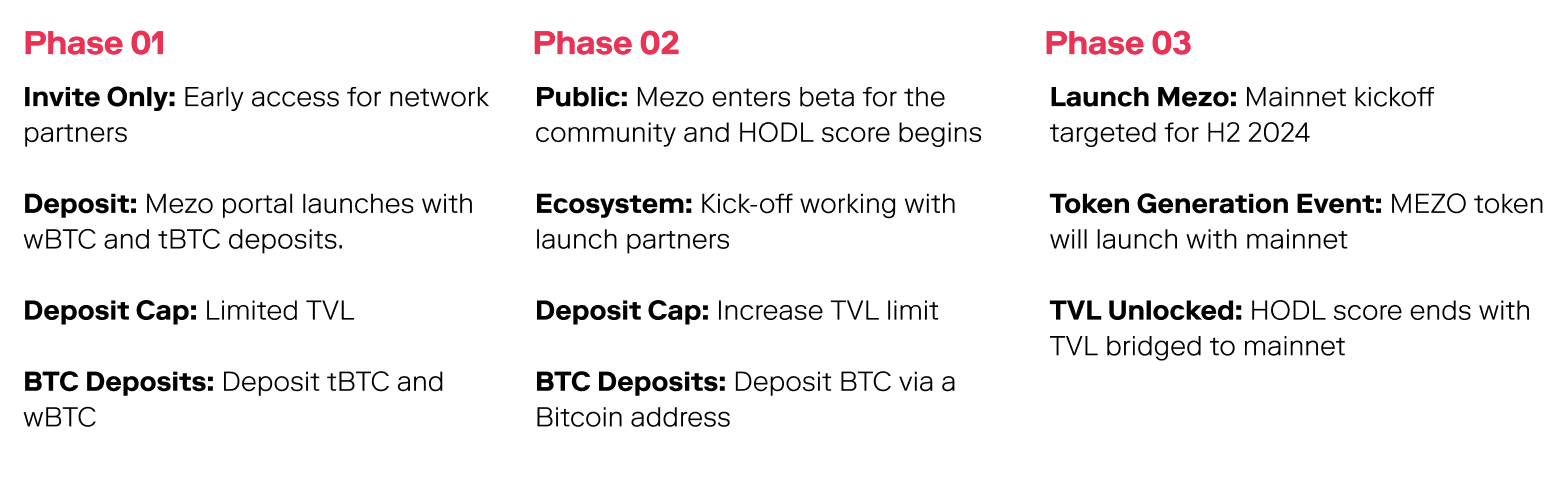 Phase 01
Invite Only: Early access for network
partners
Deposit: Mezo portal launches with
wBTC and tBTC deposits.
Deposit Cap: Limited TVL
BTC Deposits: Deposit tBTC and
wBTC
Phase 02
Public: Mezo enters beta for the
community and HODL score begins
Ecosystem: Kick-off working with
launch partners
Deposit Cap: Increase TVL limit
BTC Deposits: Deposit BTC via a
Bitcoin address
Phase 03
Launch Mezo: Mainnet kickoff
targeted for H2 2024
Token Generation Event: MEZO token
will launch with mainnet
TVL Unlocked: HODL score ends with
TVL bridged to mainnet